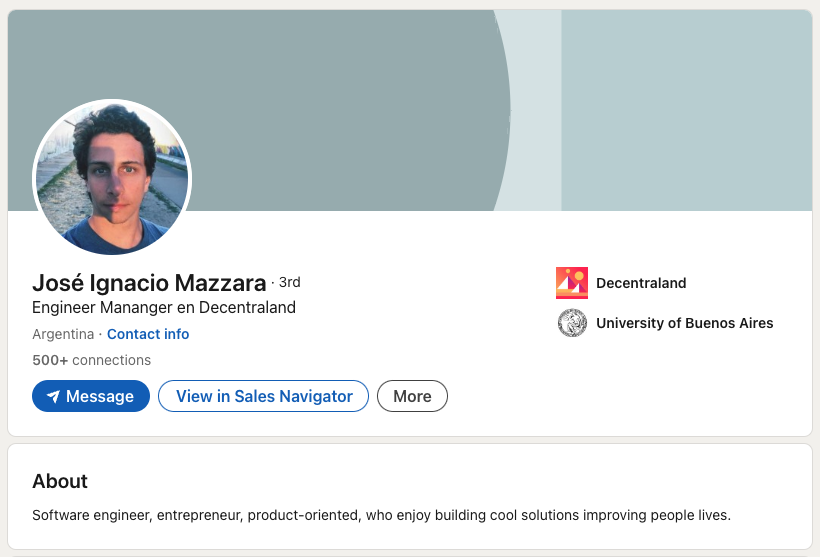 José Ignacio Mazzara · 3rd
Engineer Mananger en Decentraland
Argentina · Contact info
500+ connections
Message
View in Sales Navigator
More
Decentraland
University of Buenos Aires
About
Software engineer, entrepreneur, product-oriented, who enjoy building cool solutions improving people lives.